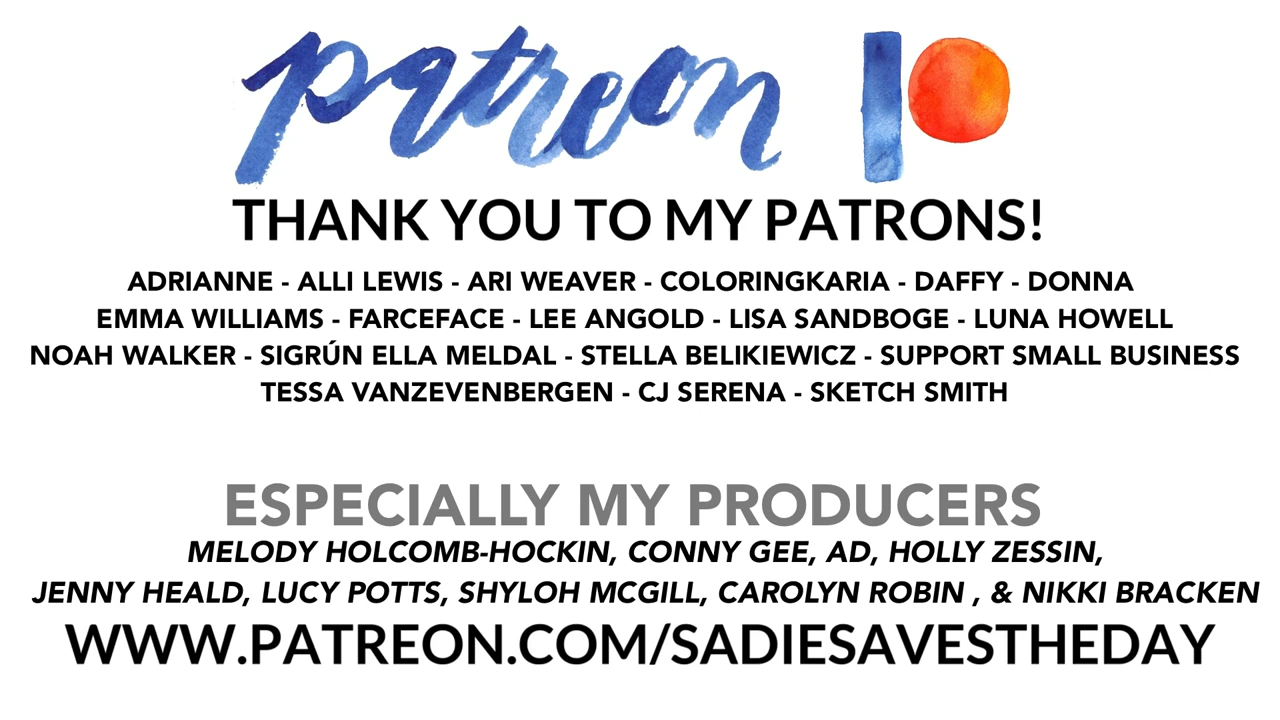 patreon
THANK YOU TO MY PATRONS!
ADRIANNE - ALLI LEWIS - ARI WEAVER - COLORINGKARIA - DAFFY - DONNA
EMMA WILLIAMS - FARCEFACE - LEE ANGOLD - LISA SANDBOGE - LUNA HOWELL
NOAH WALKER - SIGRÚN ELLA MELDAL - STELLA BELIKIEWICZ - SUPPORT SMALL BUSINESS
TESSA VANZEVENBERGEN - CJ SERENA - SKETCH SMITH
ESPECIALLY MY PRODUCERS
MELODY HOLCOMB-HOCKIN, CONNY GEE, AD, HOLLY ZESSIN,
JENNY HEALD, LUCY POTTS, SHYLOH MCGILL, CAROLYN ROBIN , & NIKKI BRACKEN
WWW.PATREON.COM/SADIESAVESTHEDAY